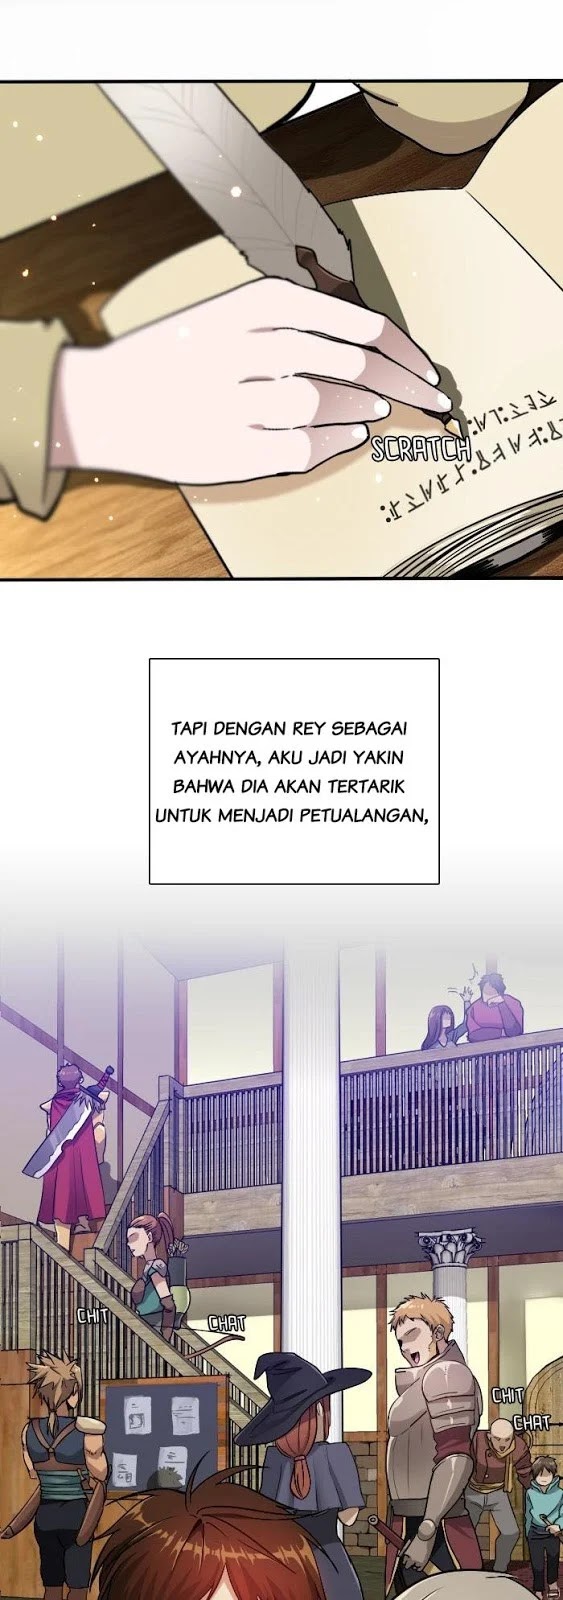 SCRATCH
TAPI DENGAN REY SEBAGAI
AYAHNYA, AKU JADI YAKIN
BAHWA DIA AKAN TERTARIK
UNTUK MENJADI PETUALANGAN,
CHIT
CHAT
CHIT
CHAT